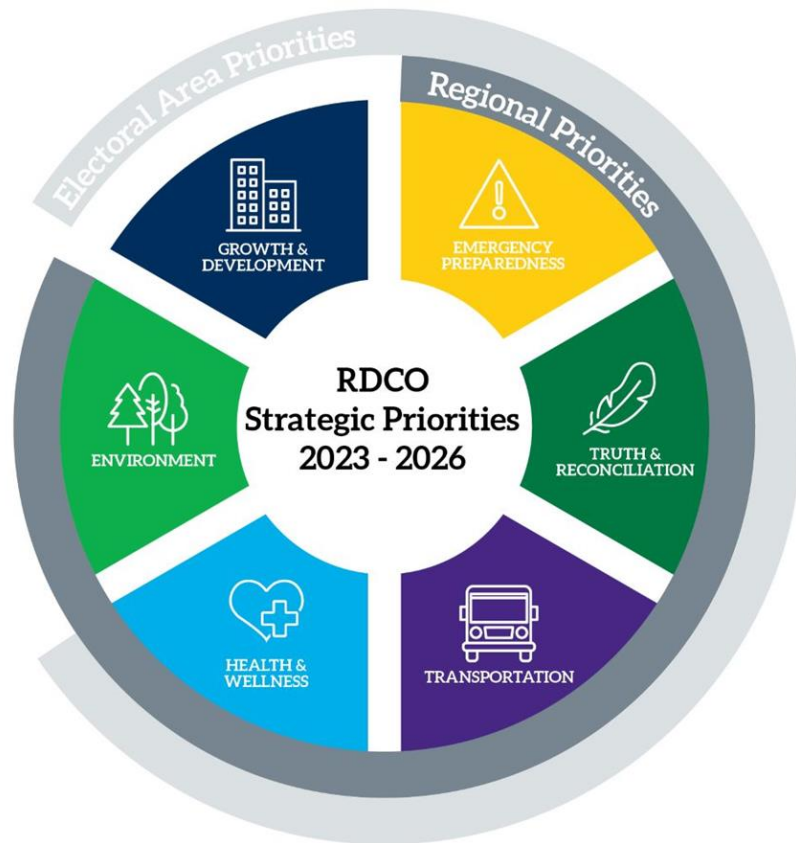 Electoral Area Priorities
Regional Priorities
GROWTH &
DEVELOPMENT
EMERGENCY
PREPAREDNESS
ENVIRONMENT
RDCO
Strategic Priorities
2023 - 2026
TRUTH &
RECONCILIATION
HEALTH &
WELLNESS
TRANSPORTATION